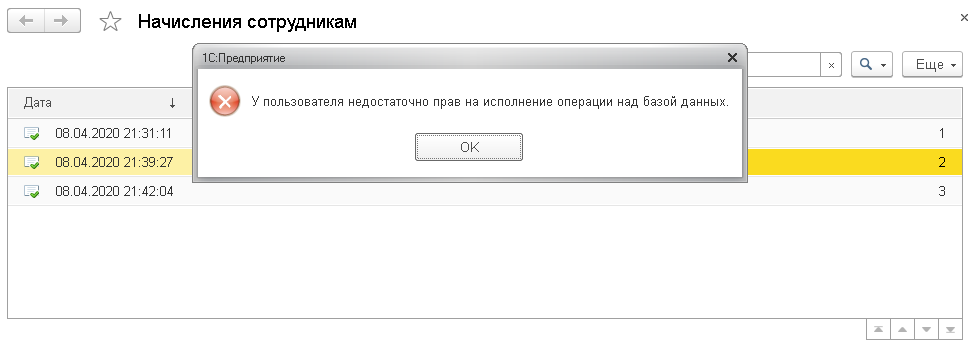 Начисления сотрудникам
1С:Предприятие
У пользователя недостаточно прав на исполнение операции над базой данных.
OK
Еще
Дата
08.04.2020 21:31:11 1
08.04.2020 21:39:27 2
08.04.2020 21:42:04 3